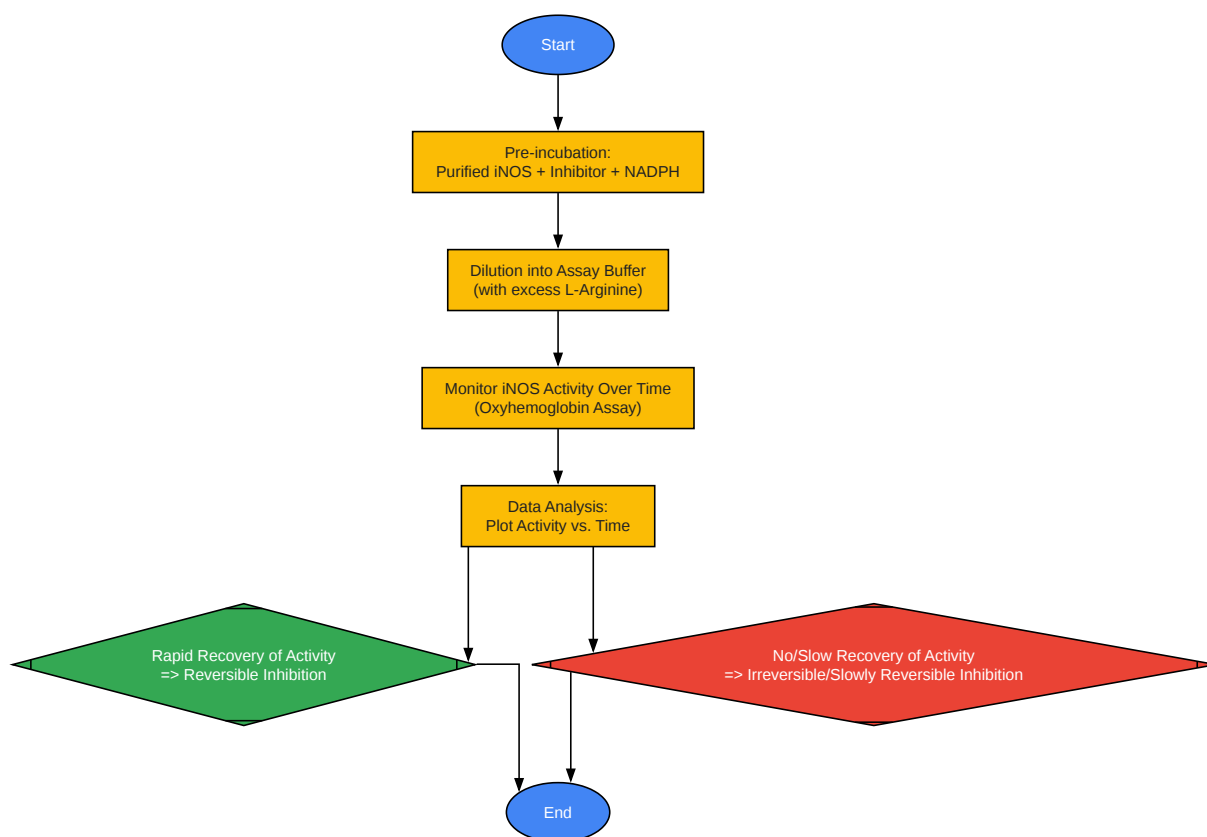 Start
Pre-incubation:
Purified iNOS + Inhibitor + NADPH
Dilution into Assay Buffer
(with excess L-Arginine)
Monitor iNOS Activity Over Time
(Oxyhemoglobin Assay)
Data Analysis:
Plot Activity vs. Time
Rapid Recovery of Activity
=> Reversible Inhibition
No/Slow Recovery of Activity
=> Irreversible/Slowly Reversible Inhibition
End